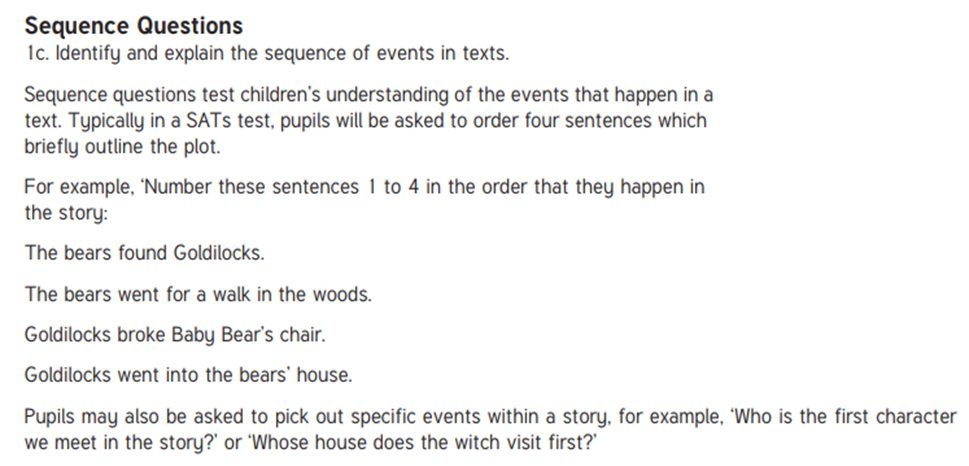 Sequence Questions
1c. Identify and explain the sequence of events in texts.
Sequence questions test children's understanding of the events that happen in a
text. Typically in a SATs test, pupils will be asked to order four sentences which
briefly outline the plot.
For example, ‘Number these sentences 1 to 4 in the order that they happen in
the story:
The bears found Goldilocks.
The bears went for a walk in the woods.
Goldilocks broke Baby Bear's chair.
Goldilocks went into the bears' house.
Pupils may also be asked to pick out specific events within a story, for example, ‘Who is the first character
we meet in the story?’ or ‘Whose house does the witch visit first?’